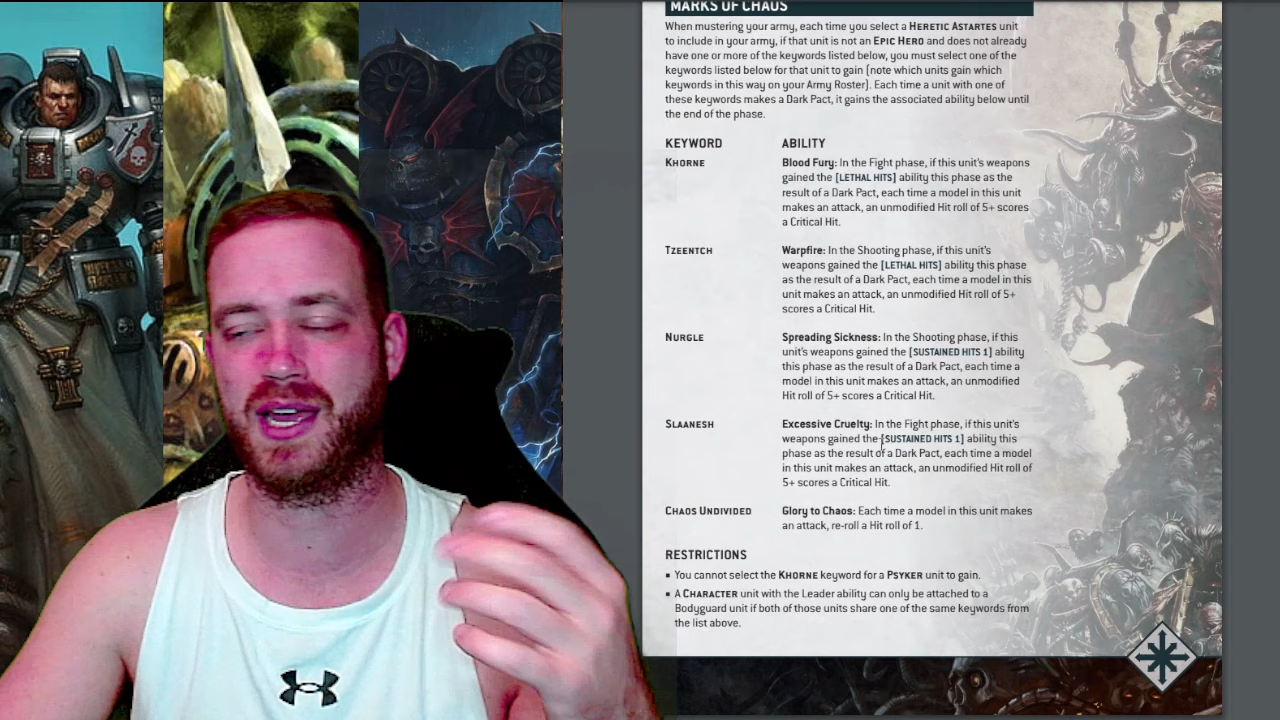 MARKS OF CHAOS
When mustering your army, each time you select a HERETIC ASTARTES unit
to include in your army, if that unit is not an EPIC HERO and does not already
have one or more of the keywords listed below, you must select one of the
keywords listed below for that unit to gain (note which units gain which
keywords in this way on your Army Roster). Each time a unit with one of
these keywords makes a Dark Pact, it gains the associated ability below until
the end of the phase.
KEYWORD ABILITY
KHORNE Blood Fury: In the Fight phase, if this unit's weapons
gained the [LETHAL HITS] ability this phase as the
result of a Dark Pact, each time a model in this unit
makes an attack, an unmodified Hit roll of 5+ scores
a Critical Hit.
TZEENTCH Warpfire: In the Shooting phase, if this unit's
weapons gained the [LETHAL HITS] ability this phase
as the result of a Dark Pact, each time a model in this
unit makes an attack, an unmodified Hit roll of 5+
scores a Critical Hit.
NURGLE Spreading Sickness: In the Shooting phase, if this
unit's weapons gained the [SUSTAINED HITS 1] ability
this phase as the result of a Dark Pact, each time a
model in this unit makes an attack, an unmodified
Hit roll of 5+ scores a Critical Hit.
SLAANESH Excessive Cruelty: In the Fight phase, if this unit's
weapons gained the [SUSTAINED HITS 1] ability this
phase as the result of a Dark Pact, each time a model
in this unit makes an attack, an unmodified Hit roll of
5+ scores a Critical Hit.
CHAOS UNDIVIDED Glory to Chaos: Each time a model in this unit makes
an attack, re-roll a Hit roll of 1.
RESTRICTIONS
▪ You cannot select the KHORNE keyword for a PSYKER unit to gain.
▪ A CHARACTER unit with the Leader ability can only be attached to a
Bodyguard unit if both of those units share one of the same keywords from
the list above.